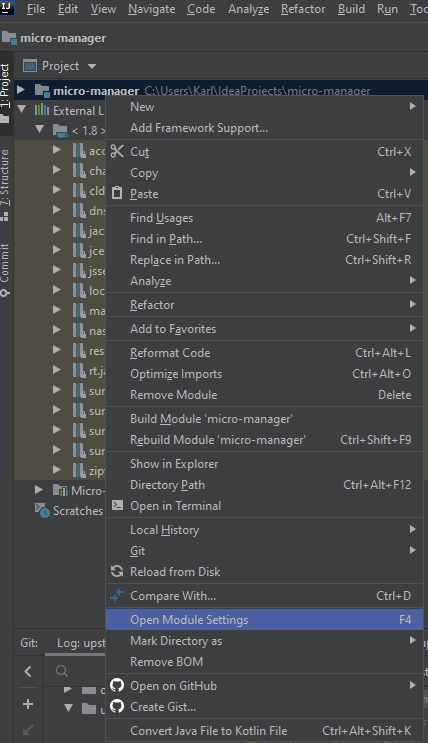 IJ File Edit View Navigate Code Analyze Refactor Build Run
micro-manager
1: Project
Project
micro-manager C:\Users\Karl\IdeaProjects\micro-manager
External L
< 1.8 >
acc
cha
cld
dns
jac
jce
jsse
loc
ma
nas
res
rt.ja
sun
sun
sun
sun
zipf
Micro-
Scratches
7: Structure
Commit
New
Add Framework Support...
Cut Ctrl+X
Copy
Paste Ctrl+V
Find Usages Alt+F7
Find in Path... Ctrl+Shift+F
Replace in Path... Ctrl+Shift+R
Analyze
Refactor
Add to Favorites
Reformat Code Ctrl+Alt+L
Optimize Imports Ctrl+Alt+O
Remove Module Delete
Build Module 'micro-manager'
Rebuild Module 'micro-manager' Ctrl+Shift+F9
Show in Explorer
Directory Path Ctrl+Alt+F12
Open in Terminal
Local History
Git
Reload from Disk
Compare With... Ctrl+D
Open Module Settings F4
Mark Directory as
Remove BOM
Open on GitHub
Create Gist...
Convert Java File to Kotlin File Ctrl+Alt+Shift+K
Git: Log: upst